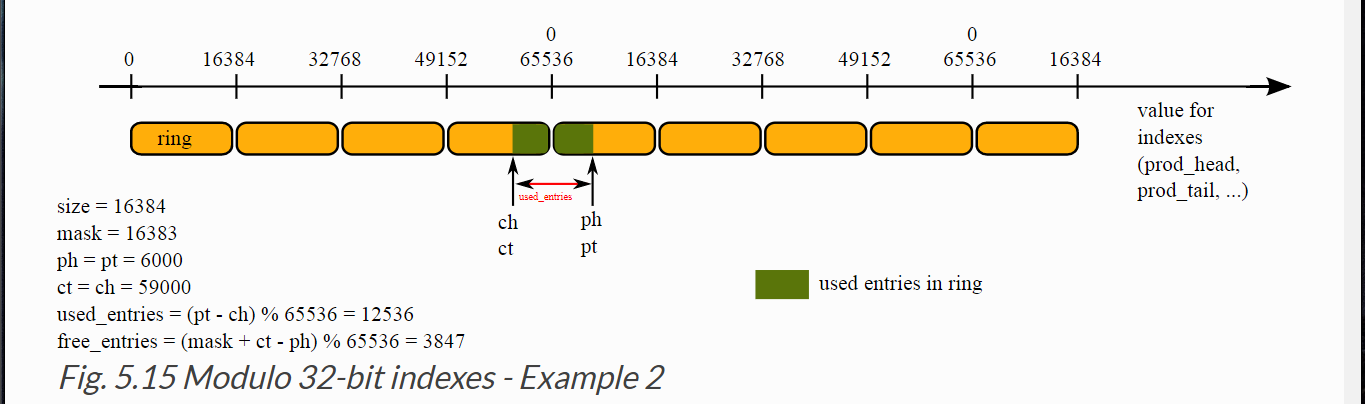 0 0
0 16384 32768 49152 65536 16384 32768 49152 65536 16384
value for
indexes
(prod_head,
prod_tail, ...)
ring
used_entries
ch
ct
ph
pt
size = 16384
mask = 16383
ph = pt = 6000
ct = ch = 59000
used_entries = (pt - ch) % 65536 = 12536
free_entries = (mask + ct - ph) % 65536 = 3847
used entries in ring
Fig. 5.15 Modulo 32-bit indexes - Example 2